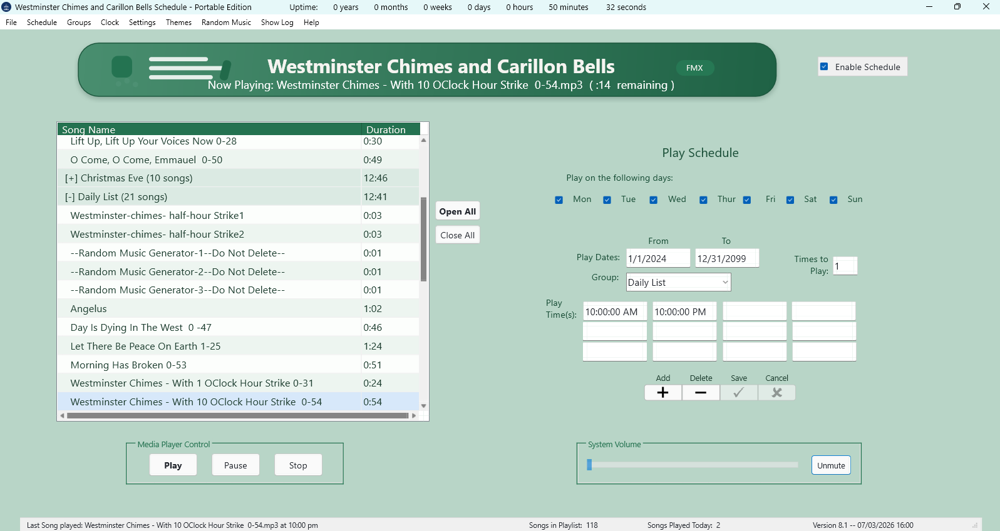 Westminster Chimes and Carillon Bells Schedule - Portable Edition Uptime: 0 years 0 months 0 weeks 0 days 0 hours 50 minutes 32 seconds
File Schedule Groups Clock Settings Themes Random Music Show Log Help
Westminster Chimes and Carillon Bells
FMX
Now Playing: Westminster Chimes - With 10 OClock Hour Strike 0-54.mp3 ( :14 remaining )
Enable Schedule
Song Name Duration
Lift Up, Lift Up Your Voices Now 0-28 0:30
O Come, O Come, Emmauel 0-50 0:49
[+] Christmas Eve (10 songs) 12:46
[-] Daily List (21 songs) 12:41
Westminster-chimes- half-hour Strike1 0:03
Westminster-chimes- half-hour Strike2 0:03
--Random Music Generator-1--Do Not Delete-- 0:01
--Random Music Generator-2--Do Not Delete-- 0:01
--Random Music Generator-3--Do Not Delete-- 0:01
Angelus 1:02
Day Is Dying In The West 0 -47 0:46
Let There Be Peace On Earth 1-25 1:24
Morning Has Broken 0-53 0:51
Westminster Chimes - With 1 OClock Hour Strike 0-31 0:24
Westminster Chimes - With 10 OClock Hour Strike 0-54 0:54
Open All
Close All
Play Schedule
Play on the following days:
Mon Tue Wed Thur Fri Sat Sun
From To
Play Dates: 1/1/2024 12/31/2099
Times to
Play: 1
Group: Daily List
Play
Time(s): 10:00:00 AM 10:00:00 PM
Add Delete Save Cancel
Media Player Control
Play Pause Stop
System Volume
Unmute
Last Song played: Westminster Chimes - With 10 OClock Hour Strike 0-54.mp3 at 10:00 pm Songs in Playlist: 118 Songs Played Today: 2 Version 8.1 -- 07/03/2026 16:00